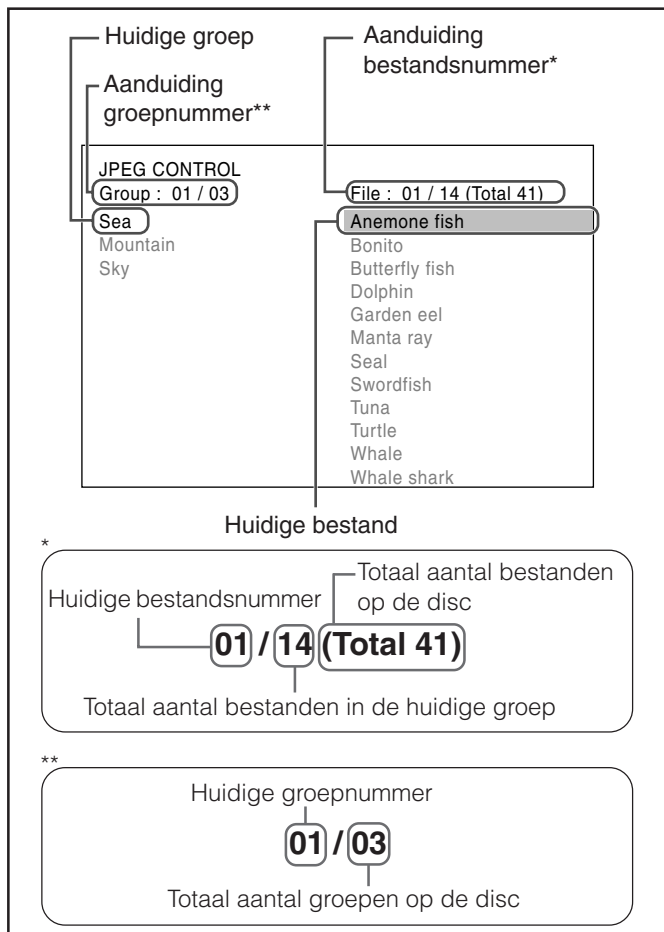 Huidige groep
Aanduiding
bestandsnummer*
Aanduiding
groepnummer**
JPEG CONTROL
Group : 01 / 03
File : 01 / 14 (Total 41)
Sea
Mountain
Sky
Anemone fish
Bonito
Butterfly fish
Dolphin
Garden eel
Manta ray
Seal
Swordfish
Tuna
Turtle
Whale
Whale shark
Huidige bestand
*
Totaal aantal bestanden
op de disc
Huidige bestandsnummer
01 / 14 (Total 41)
Totaal aantal bestanden in de huidige groep
**
Huidige groepnummer
01 / 03
Totaal aantal groepen op de disc